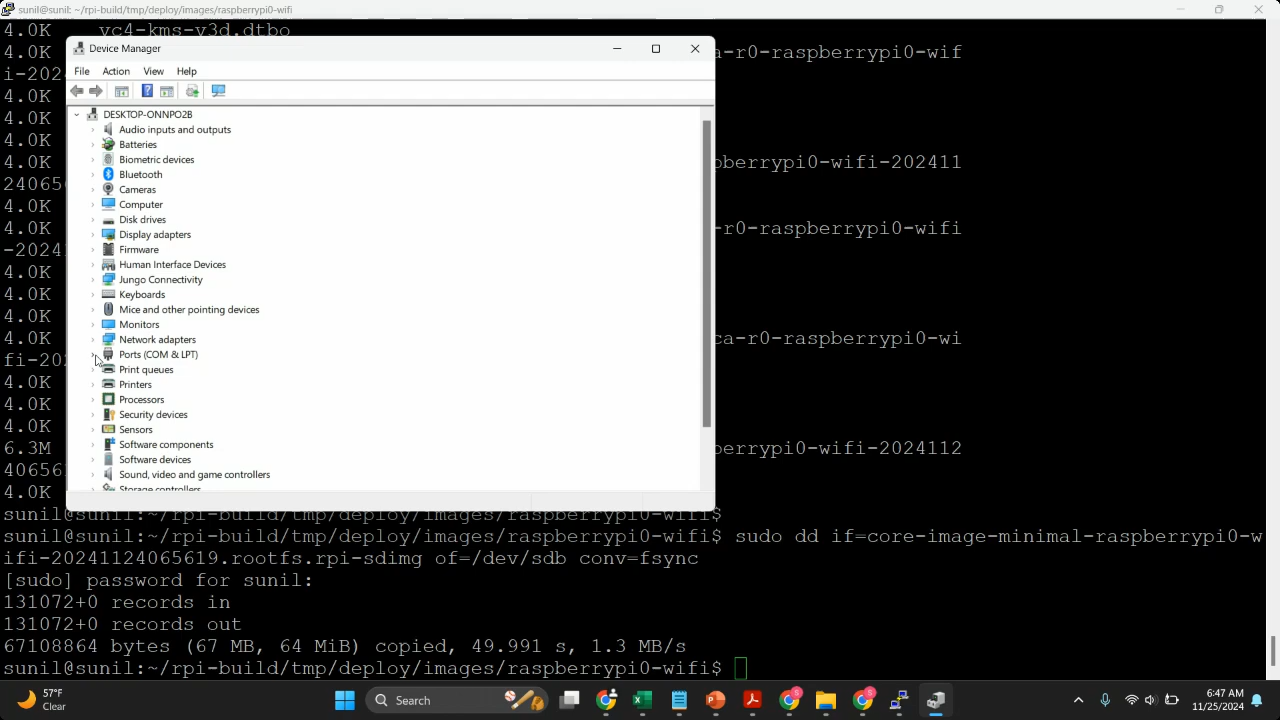 sunil@sunil: ~/rpi-build/tmp/deploy/images/raspberrypi0-wifi
4.0K vc4-kms-v3d.dtbo
Device Manager
4.0K a-r0-raspberrypi0-wif
File Action View Help
i-202
4.0K
DESKTOP-ONNPO2B
4.0K
Audio inputs and outputs
4.0K
Batteries
Biometric devices
4.0K pberrypi0-wifi-202411
Bluetooth
24065
Cameras
4.0K
Computer
Disk drives
4.0K -r0-raspberrypi0-wifi
Display adapters
-2024
Firmware
Human Interface Devices
4.0K
Jungo Connectivity
4.0K
Keyboards
Mice and other pointing devices
4.0K
Monitors
4.0K ca-r0-raspberrypi0-wi
Network adapters
Ports (COM & LPT)
fi-20
Print queues
4.0K
Printers
Processors
4.0K
Security devices
4.0K
Sensors
Software components
6.3M berrypi0-wifi-2024112
Software devices
40656
Sound, video and game controllers
Storage controllers
4.0K
sunil@sunil:~/rpi-build/tmp/deploy/images/raspberrypi0-wifi$
sunil@sunil:~/rpi-build/tmp/deploy/images/raspberrypi0-wifi$ sudo dd if=core-image-minimal-raspberrypi0-w
ifi-20241124065619.rootfs.rpi-sdimg of=/dev/sdb conv=fsync
[sudo] password for sunil:
131072+0 records in
131072+0 records out
67108864 bytes (67 MB, 64 MiB) copied, 49.991 s, 1.3 MB/s
sunil@sunil:~/rpi-build/tmp/deploy/images/raspberrypi0-wifi$
57°F
Clear
Search
6:47 AM
11/25/2024